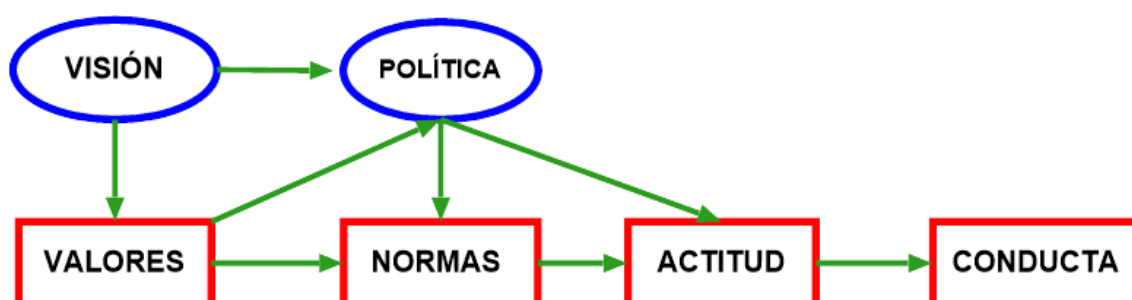 VISIÓN
POLÍTICA
VALORES
NORMAS
ACTITUD
CONDUCTA